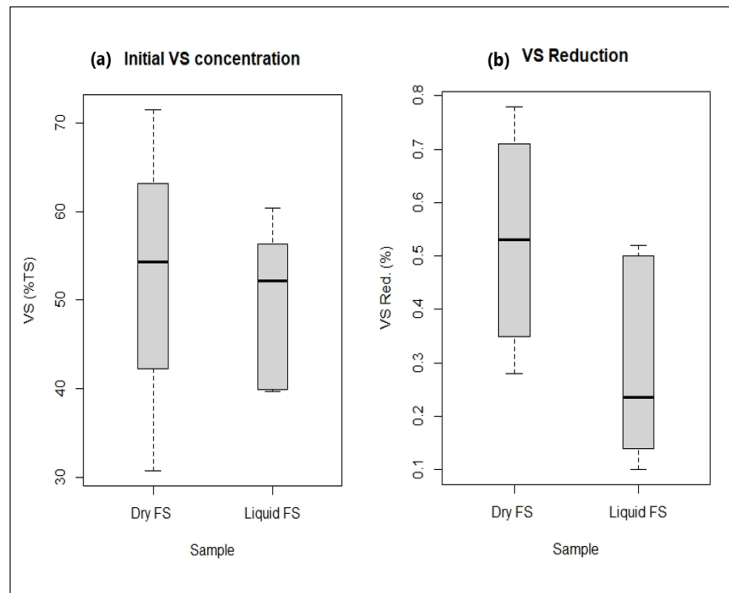 (a) Initial VS concentration
VS (%TS)
70
60
50
40
30
Dry FS Liquid FS
Sample
(b) VS Reduction
VS Red. (%)
0.8
0.7
0.6
0.5
0.4
0.3
0.2
0.1
Dry FS Liquid FS
Sample